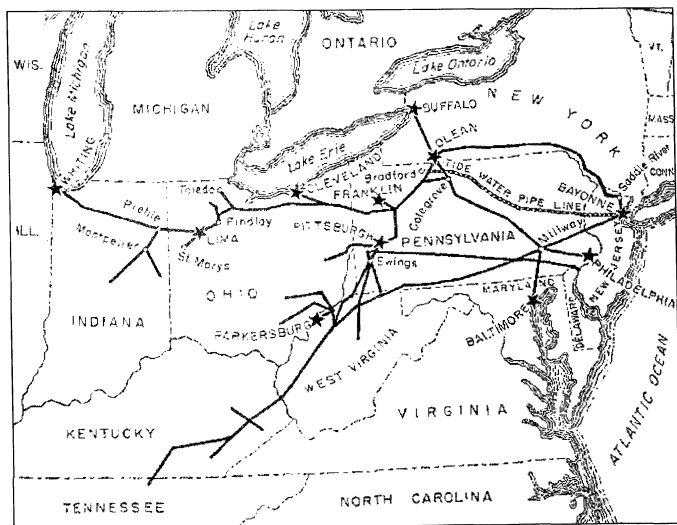 WIS.
Lake Michigan
MICHIGAN
Lake Huron
ONTARIO
Lake Ontario
VT.
MASS
CONN
NEW YORK
BUFFALO
OLEAN
Lake Erie
CLEVELAND
Bradford
FRANKLIN
TIDE WATER PIPE LINE
BAYONNE
Saddle River
WHITING
Toledo
Preble
Findlay
LIMA
Montpelier
St Marys
PITTSBURGH
Colegrove
PENNSYLVANIA
Millway
NEW JERSEY
PHILADELPHIA
Ewings
ILL.
INDIANA
OHIO
MARYLAND
DELAWARE
BALTIMORE
PARKERSBURG
WEST VIRGINIA
VIRGINIA
ATLANTIC OCEAN
KENTUCKY
TENNESSEE
NORTH CAROLINA